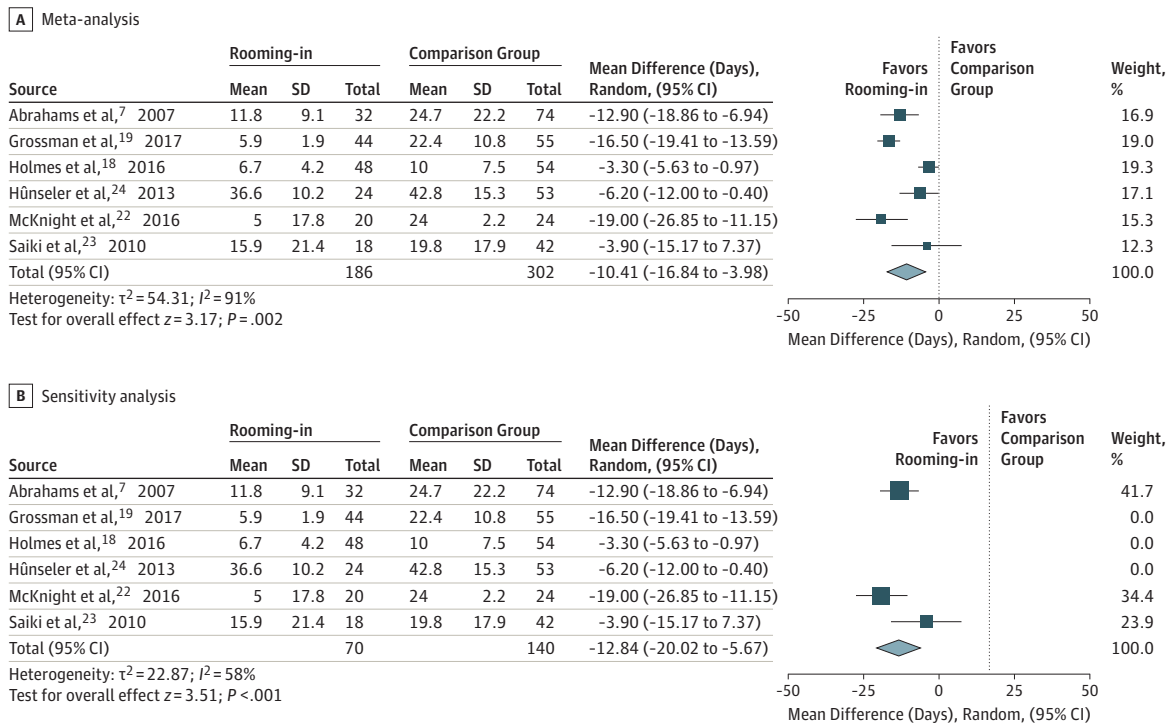 A Meta-analysis
Rooming-in Comparison Group Mean Difference (Days), Random, (95% CI) Favors Rooming-in Favors Comparison Group Weight, %
Source Mean SD Total Mean SD Total
Abrahams et al,7 2007 11.8 9.1 32 24.7 22.2 74 -12.90 (-18.86 to -6.94) 16.9
Grossman et al,19 2017 5.9 1.9 44 22.4 10.8 55 -16.50 (-19.41 to -13.59) 19.0
Holmes et al,18 2016 6.7 4.2 48 10 7.5 54 -3.30 (-5.63 to -0.97) 19.3
Hûnseler et al,24 2013 36.6 10.2 24 42.8 15.3 53 -6.20 (-12.00 to -0.40) 17.1
McKnight et al,22 2016 5 17.8 20 24 2.2 24 -19.00 (-26.85 to -11.15) 15.3
Saiki et al,23 2010 15.9 21.4 18 19.8 17.9 42 -3.90 (-15.17 to 7.37) 12.3
Total (95% CI) 186 302 -10.41 (-16.84 to -3.98) 100.0
Heterogeneity: τ2 = 54.31; I2 = 91%
Test for overall effect z = 3.17; P = .002
-50 -25 0 25 50
Mean Difference (Days), Random, (95% CI)
B Sensitivity analysis
Rooming-in Comparison Group Mean Difference (Days), Random, (95% CI) Favors Rooming-in Favors Comparison Group Weight, %
Source Mean SD Total Mean SD Total
Abrahams et al,7 2007 11.8 9.1 32 24.7 22.2 74 -12.90 (-18.86 to -6.94) 41.7
Grossman et al,19 2017 5.9 1.9 44 22.4 10.8 55 -16.50 (-19.41 to -13.59) 0.0
Holmes et al,18 2016 6.7 4.2 48 10 7.5 54 -3.30 (-5.63 to -0.97) 0.0
Hûnseler et al,24 2013 36.6 10.2 24 42.8 15.3 53 -6.20 (-12.00 to -0.40) 0.0
McKnight et al,22 2016 5 17.8 20 24 2.2 24 -19.00 (-26.85 to -11.15) 34.4
Saiki et al,23 2010 15.9 21.4 18 19.8 17.9 42 -3.90 (-15.17 to 7.37) 23.9
Total (95% CI) 70 140 -12.84 (-20.02 to -5.67) 100.0
Heterogeneity: τ2 = 22.87; I2 = 58%
Test for overall effect z = 3.51; P <.001
-50 -25 0 25 50
Mean Difference (Days), Random, (95% CI)